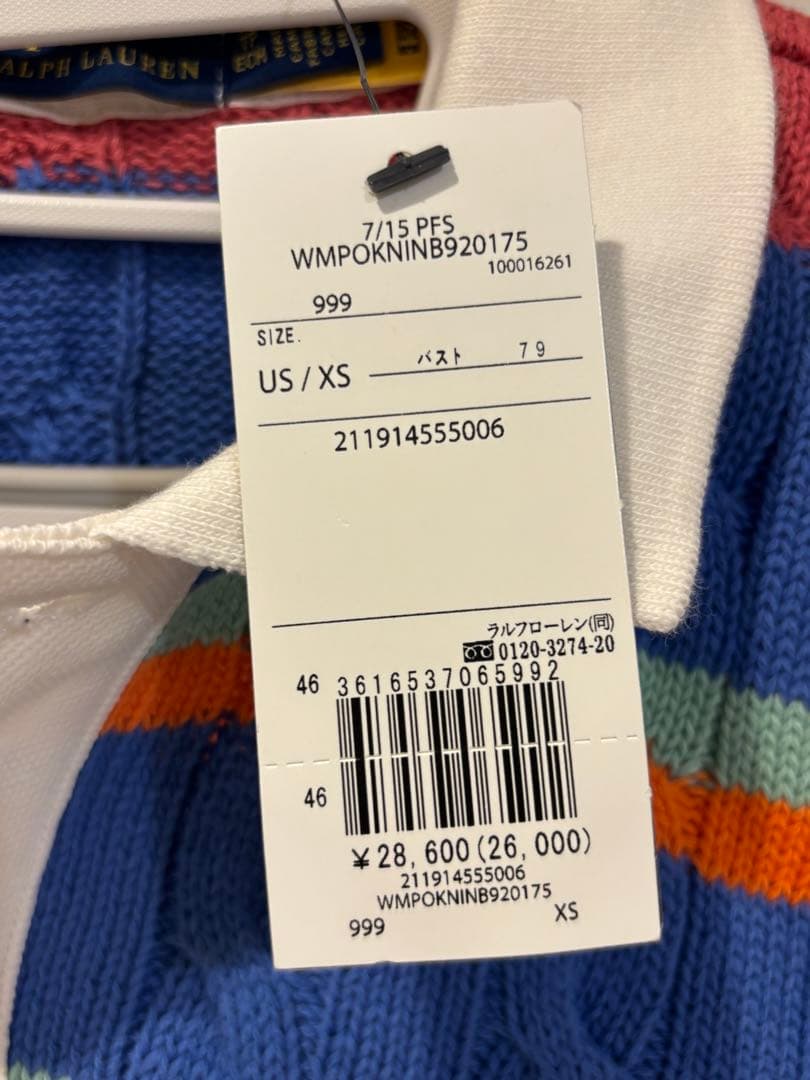 ALPH LAUREN
7/15 PFS
WMPOKNINB920175
100016261
999
SIZE.
US / XS バスト 79
211914555006
ラルフローレン(同)
0120-3274-20
46 3616537065992
46
¥28,600(26,000)
211914555006
WMPOKNINB920175
999 XS